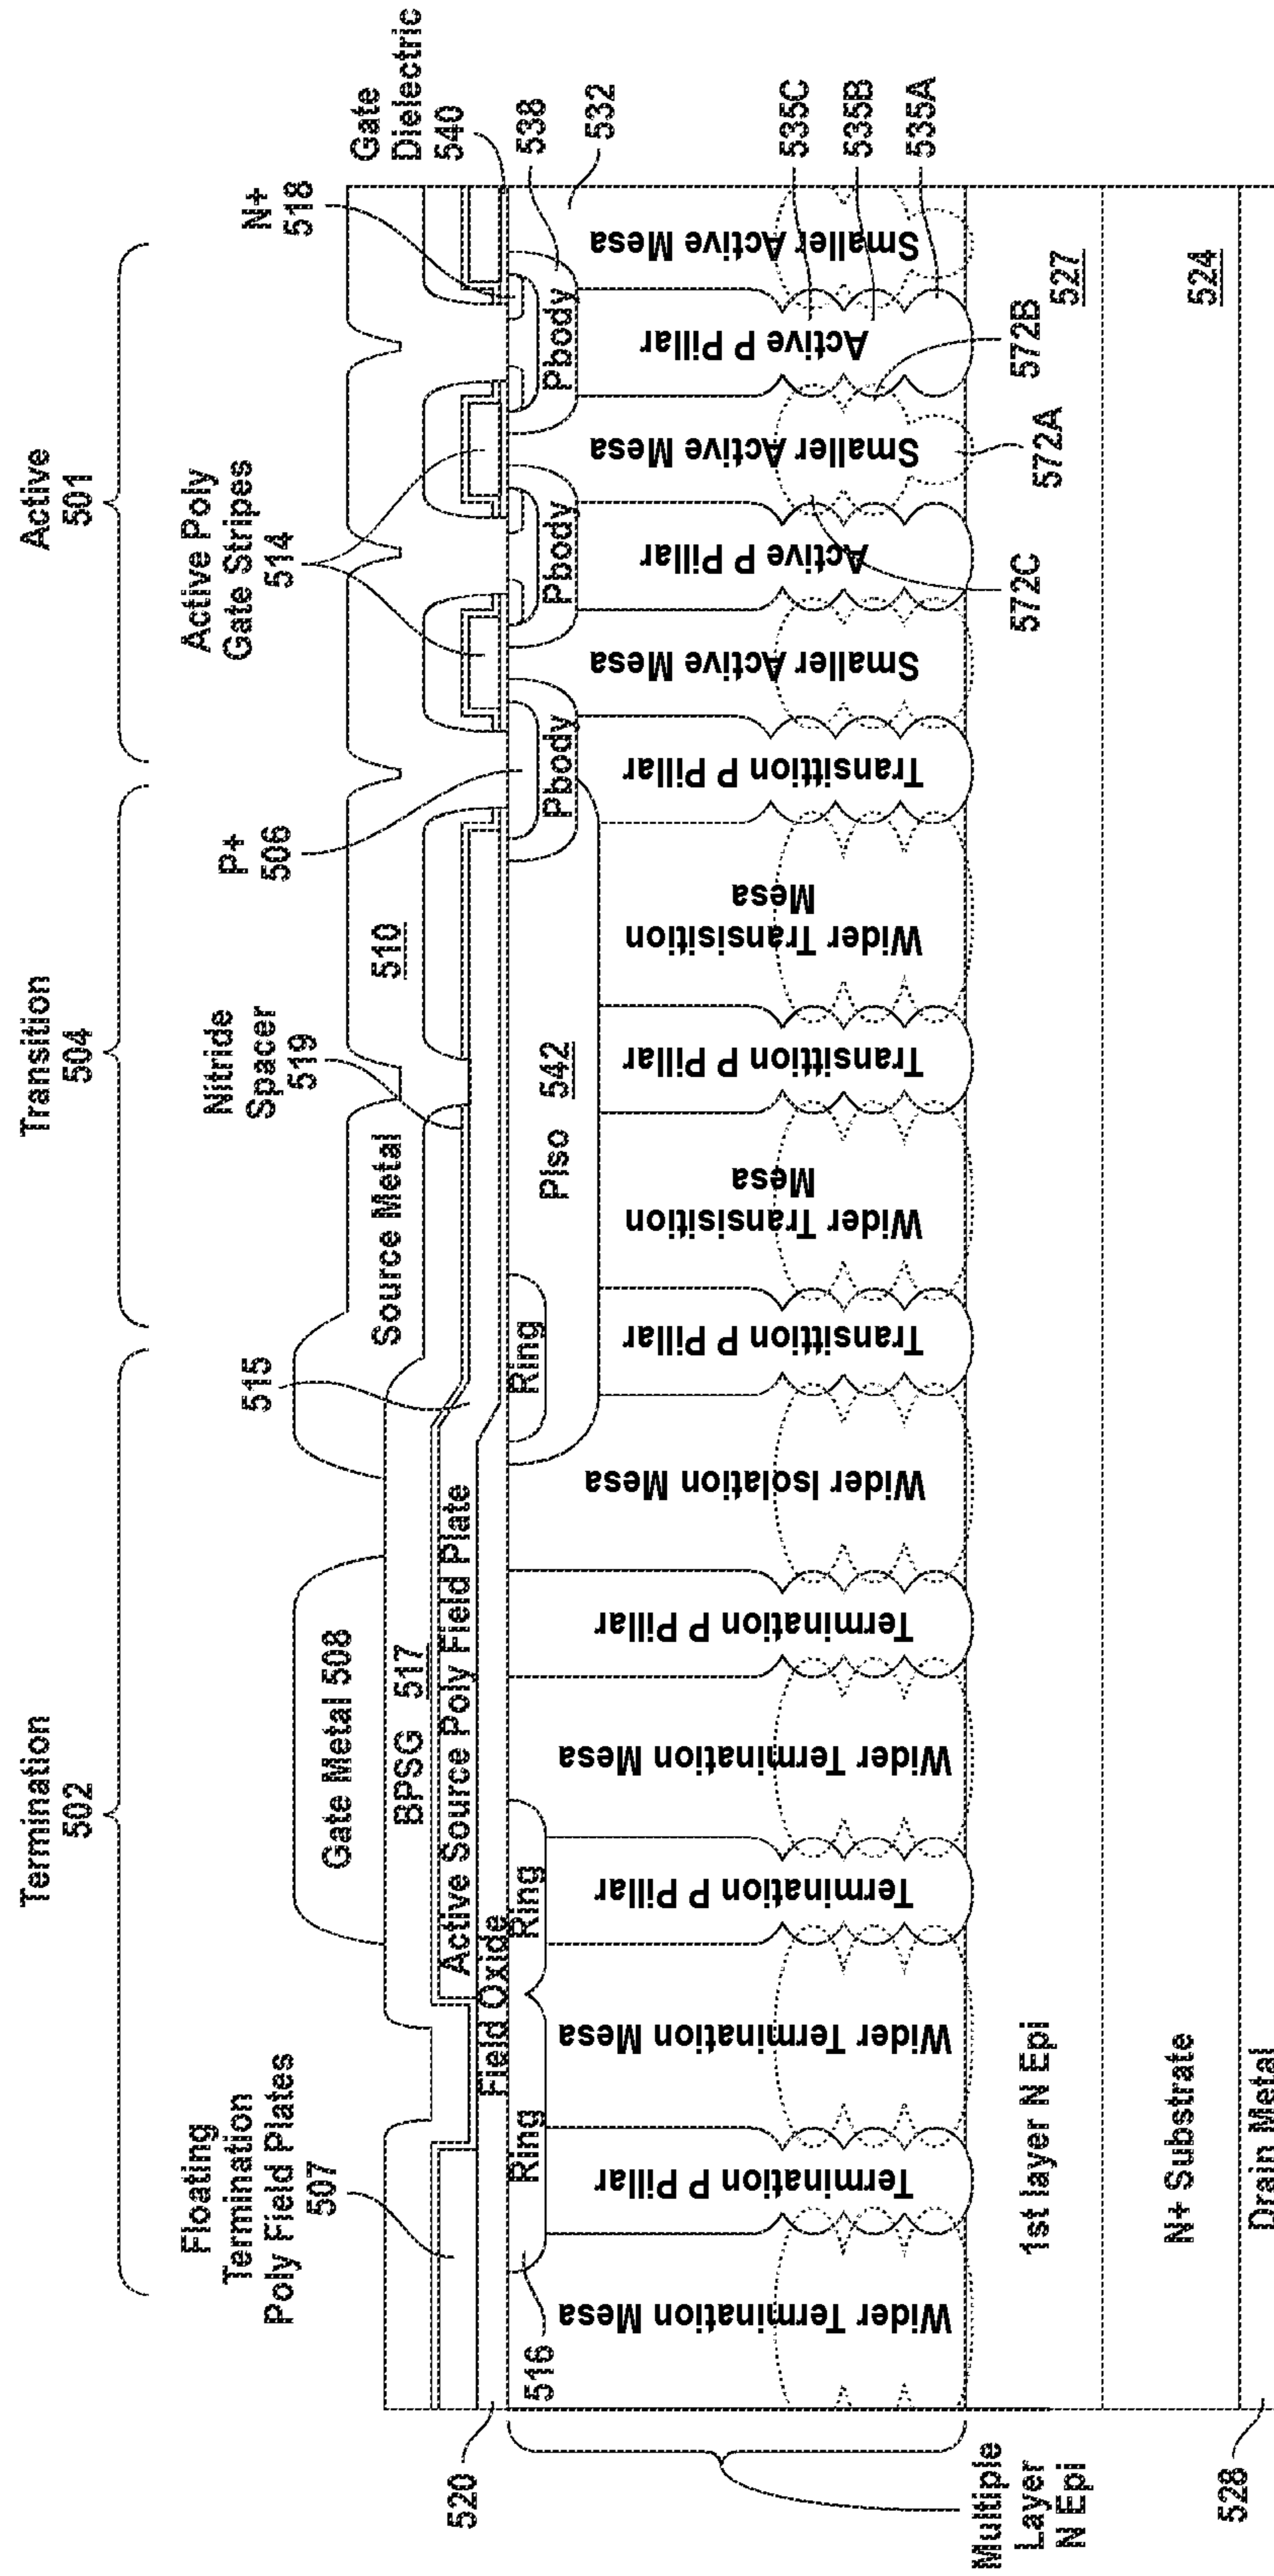 Termination
502
Transition
504
Active
501
Floating
Termination
Poly Field Plates
507
Nitride
Spacer
519
P+
506
Active Poly
Gate Stripes
514
N+
518
Gate
Dielectric
540
515
Gate Metal 508
Source Metal
510
BPSG 517
Active Source Poly Field Plate
Field Oxide
520
516
Ring
Ring
Ring
PIso 542
Pbody
Pbody
Pbody
538
532
Wider Termination Mesa
Termination P Pillar
Wider Termination Mesa
Termination P Pillar
Wider Termination Mesa
Termination P Pillar
Wider Isolation Mesa
Transittion P Pillar
Wider Transisition
Mesa
Transittion P Pillar
Wider Transisition
Mesa
Transittion P Pillar
Smaller Active Mesa
Active P Pillar
Smaller Active Mesa
Active P Pillar
Smaller Active Mesa
535C
535B
535A
572C
572A
572B
Multiple
Layer
N Epi
1st layer N Epi
527
N+ Substrate
524
528
Drain Metal